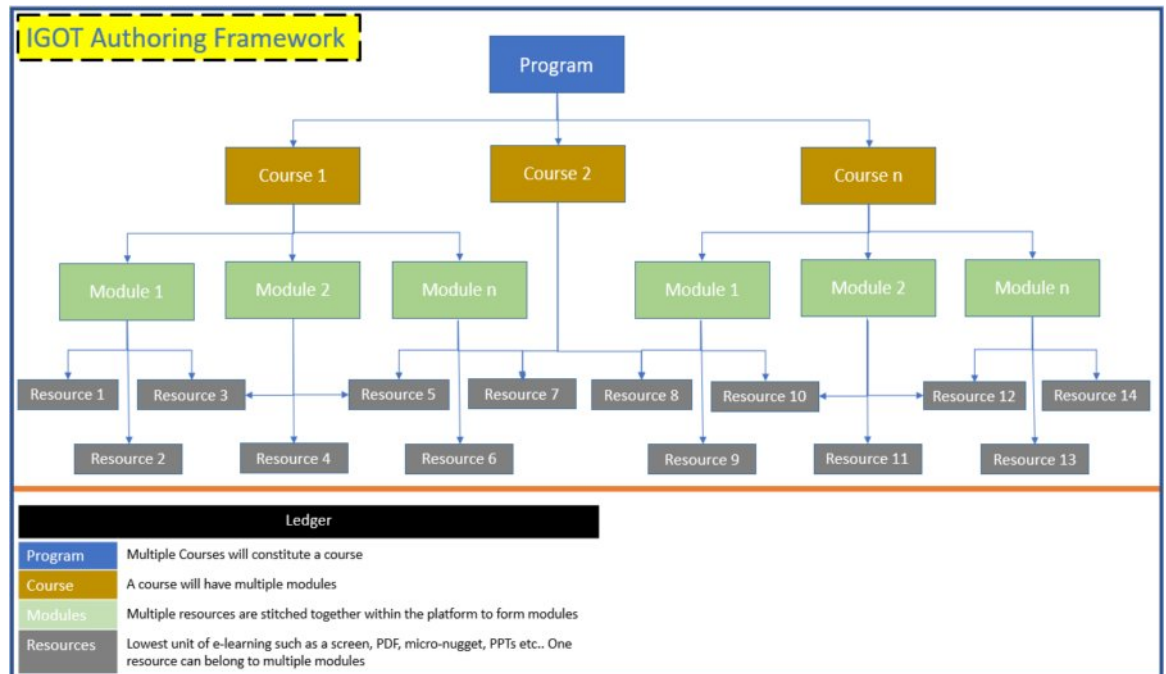 IGOT Authoring Framework
Program
Course 1
Course 2
Course n
Module 1
Module 2
Module n
Module 1
Module 2
Module n
Resource 1
Resource 3
Resource 5
Resource 7
Resource 8
Resource 10
Resource 12
Resource 14
Resource 2
Resource 4
Resource 6
Resource 9
Resource 11
Resource 13
Ledger
Program
Multiple Courses will constitute a course
Course
A course will have multiple modules
Modules
Multiple resources are stitched together within the platform to form modules
Resources
Lowest unit of e-learning such as a screen, PDF, micro-nugget, PPTs etc.. One
resource can belong to multiple modules